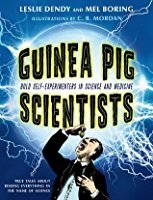 LESLIE DENDY AND MEL BORING
ILLUSTRATIONS BY C. B. MORDAN
GUINEA PIG
BOLD SELF-EXPERIMENTERS IN SCIENCE AND MEDICINE
SCIENTISTS
TRUE TALES ABOUT
RISKING EVERYTHING IN
THE NAME OF SCIENCE